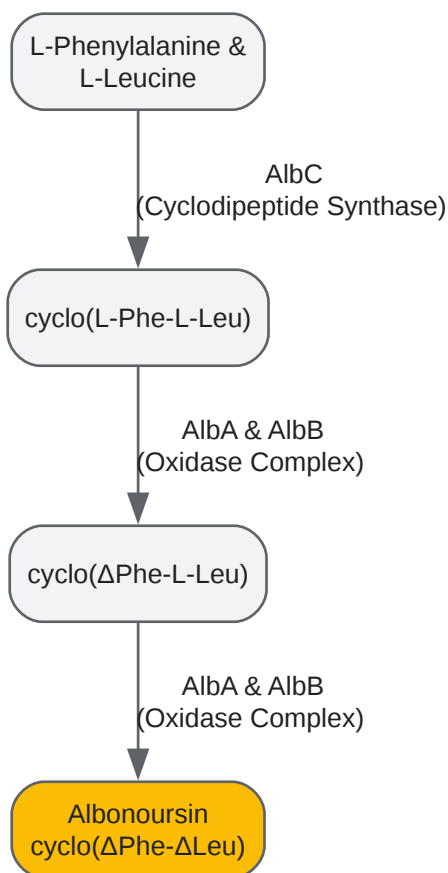 L-Phenylalanine &
L-Leucine
AlbC
(Cyclodipeptide Synthase)
cyclo(L-Phe-L-Leu)
AlbA & AlbB
(Oxidase Complex)
cyclo(ΔPhe-L-Leu)
AlbA & AlbB
(Oxidase Complex)
Albonoursin
cyclo(ΔPhe-ΔLeu)